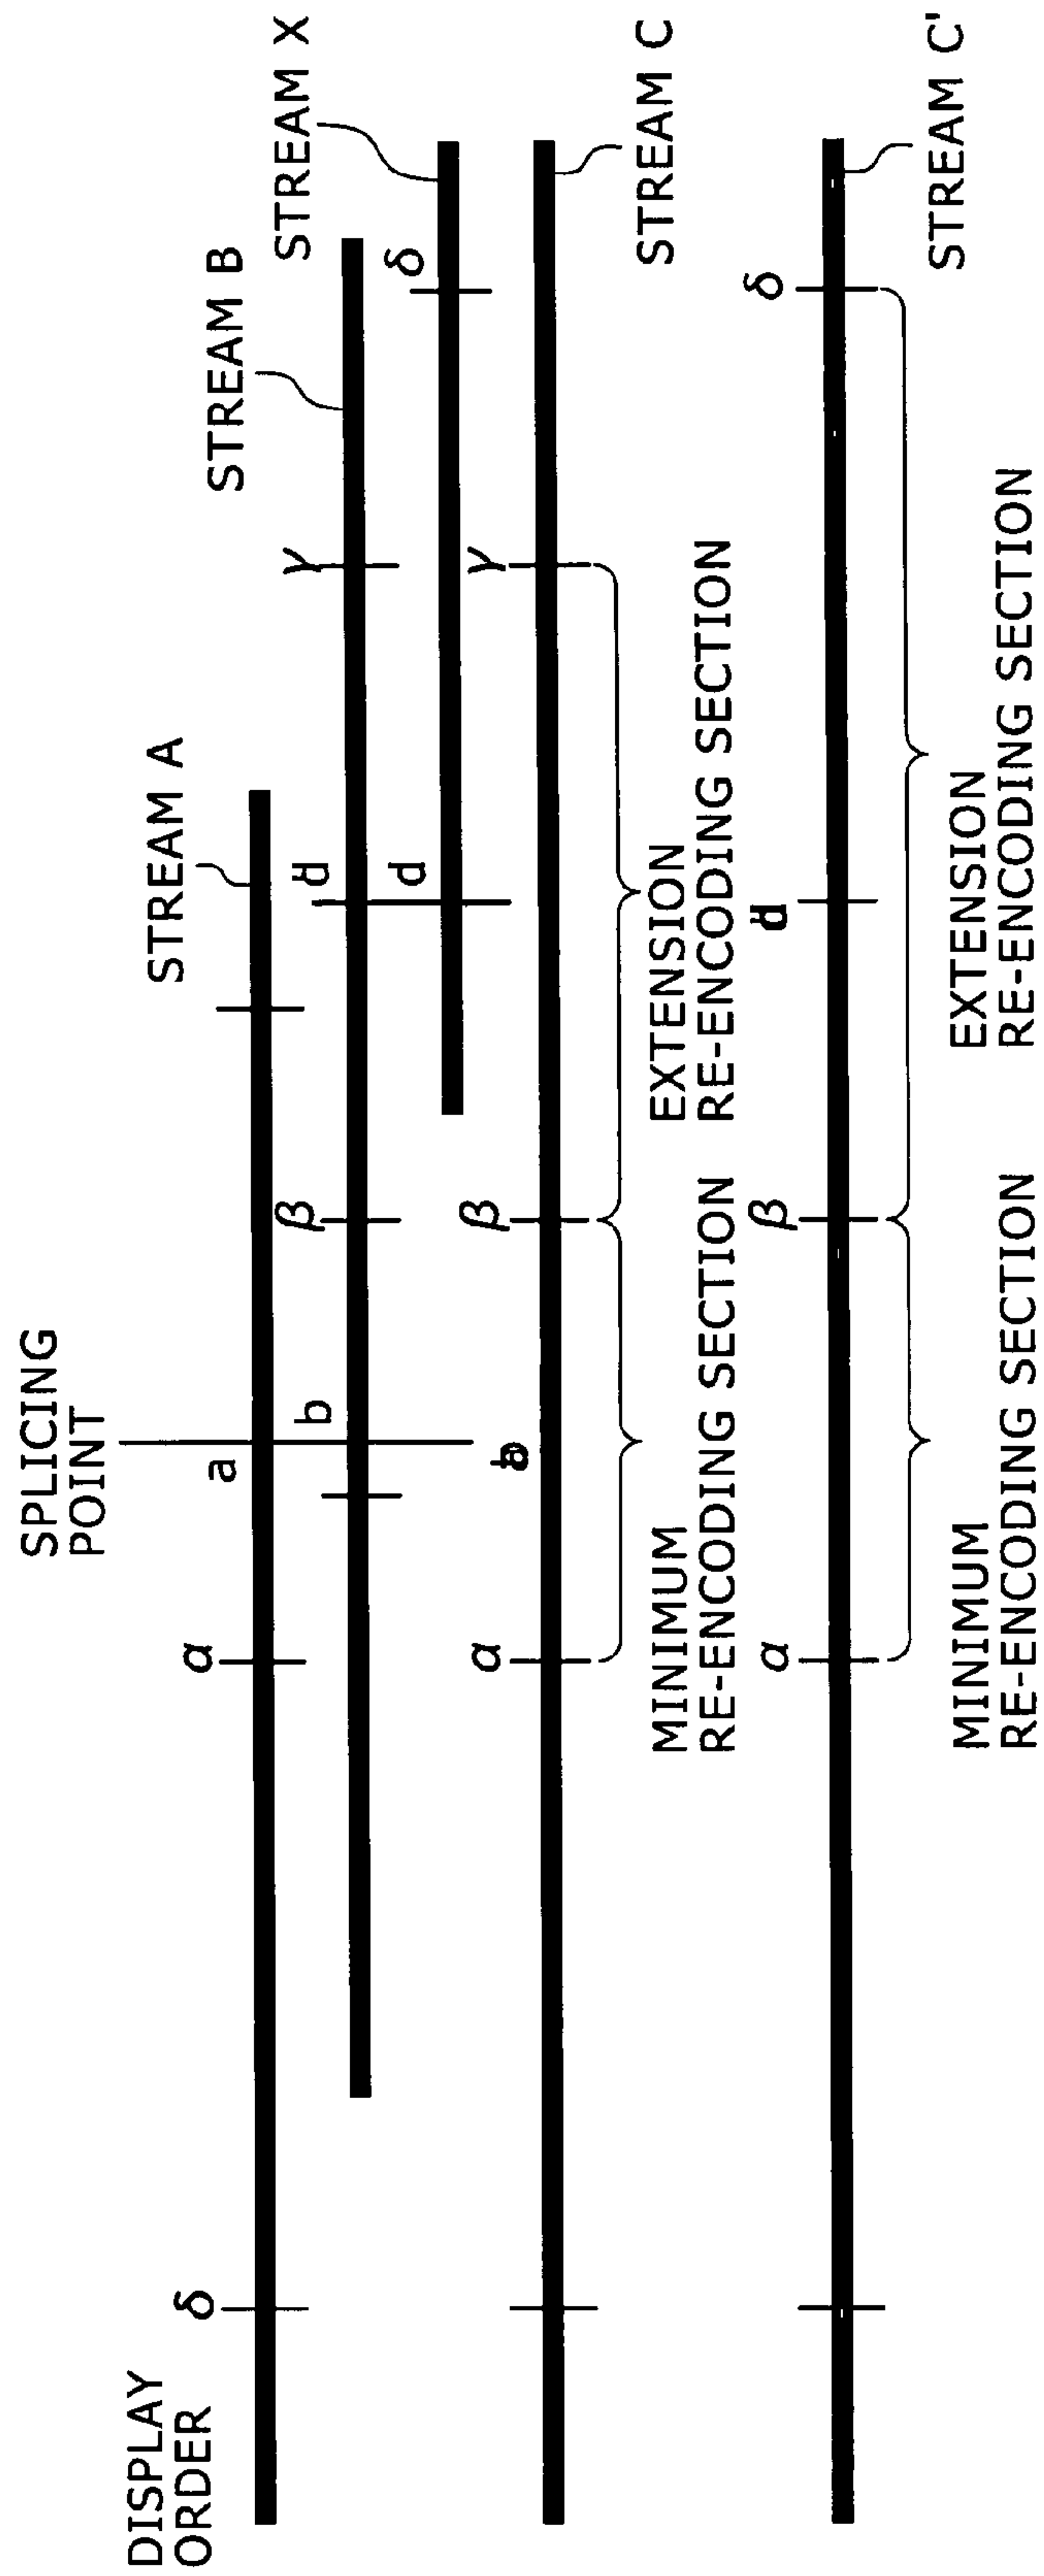 DISPLAY
ORDER
SPLICING
POINT
δ
α
a
STREAM A
b
β
d
γ
STREAM B
d
δ
STREAM X
α
β
γ
STREAM C
MINIMUM
RE-ENCODING SECTION
EXTENSION
RE-ENCODING SECTION
α
β
d
δ
STREAM C'
MINIMUM
RE-ENCODING SECTION
EXTENSION
RE-ENCODING SECTION